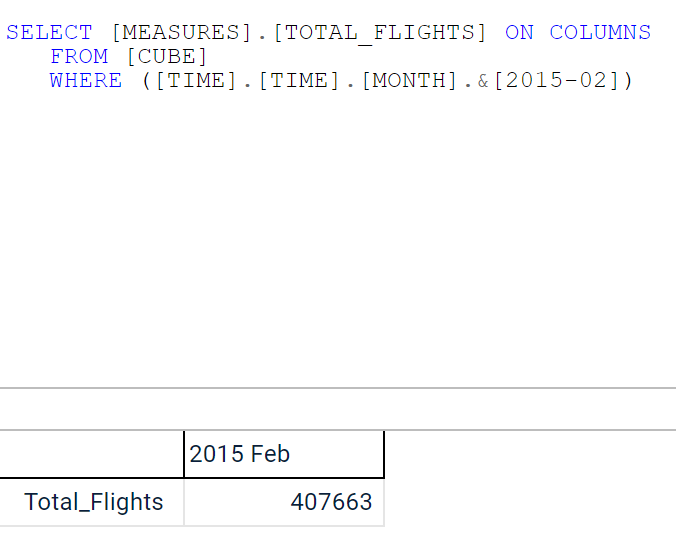 SELECT [MEASURES].[TOTAL_FLIGHTS] ON COLUMNS
FROM [CUBE]
WHERE ([TIME].[TIME].[MONTH].&[2015-02])
2015 Feb
Total_Flights 407663